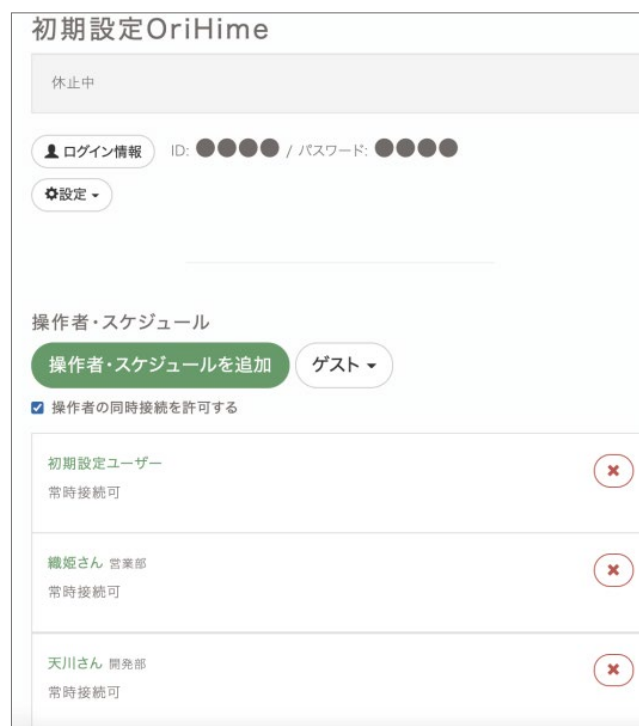 初期設定OriHime
休止中
ログイン情報 ID: ●●●● / パスワード: ●●●●
設定
操作者・スケジュール
操作者・スケジュールを追加 ゲスト
操作者の同時接続を許可する
初期設定ユーザー
常時接続可
織姫さん 営業部
常時接続可
天川さん 開発部
常時接続可